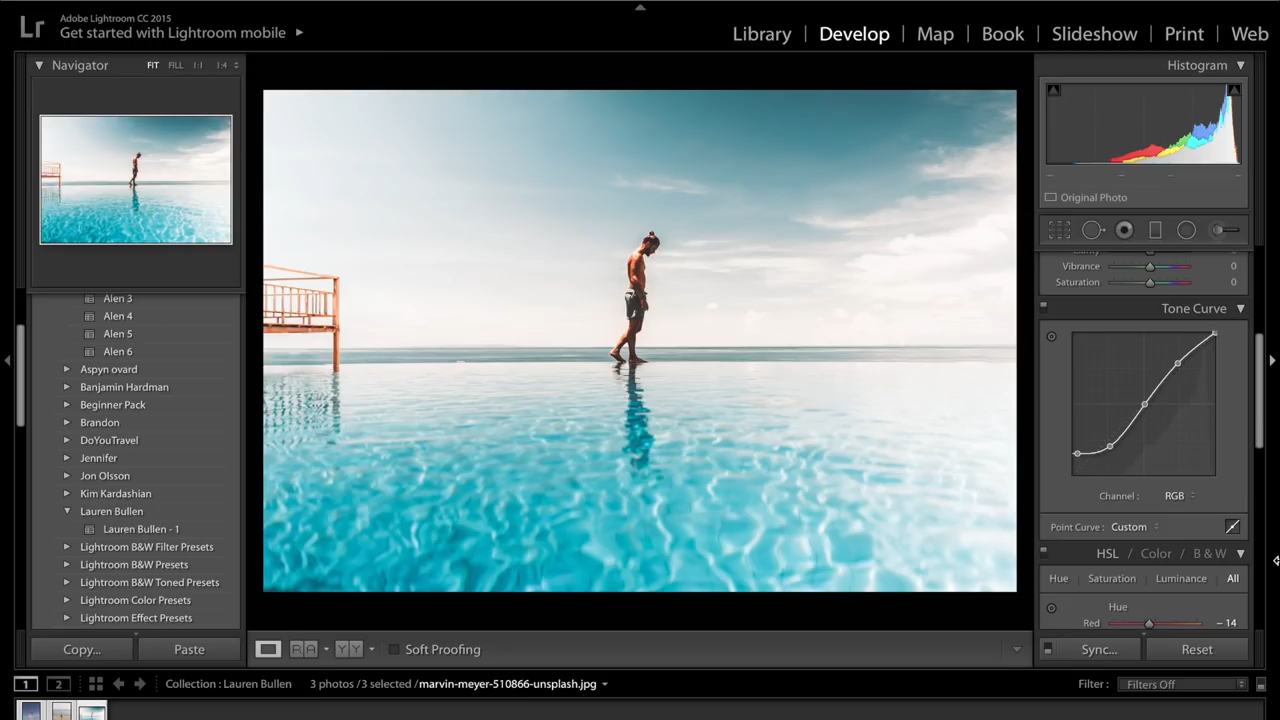 Lr
Adobe Lightroom CC 2015
Get started with Lightroom mobile
Library Develop Map Book Slideshow Print Web
Navigator FIT FILL 1:1 1:4
Histogram
Original Photo
Vibrance 0
Saturation 0
Tone Curve
Channel : RGB
Point Curve : Custom
HSL / Color / B & W
Hue Saturation Luminance All
Hue
Red - 14
Alen 3
Alen 4
Alen 5
Alen 6
Aspyn ovard
Banjamin Hardman
Beginner Pack
Brandon
DoYouTravel
Jennifer
Jon Olsson
Kim Kardashian
Lauren Bullen
Lauren Bullen - 1
Lightroom B&W Filter Presets
Lightroom B&W Presets
Lightroom B&W Toned Presets
Lightroom Color Presets
Lightroom Effect Presets
Copy... Paste
R A Y Y Soft Proofing
Sync... Reset
1 2 Collection : Lauren Bullen 3 photos /3 selected /marvin-meyer-510866-unsplash.jpg
Filter : Filters Off